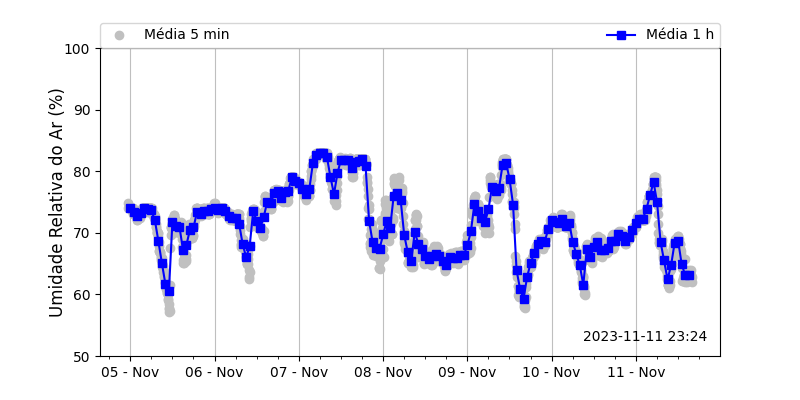 Média 5 min
Média 1 h
Umidade Relativa do Ar (%)
100
90
80
70
60
50
2023-11-11 23:24
05 - Nov
06 - Nov
07 - Nov
08 - Nov
09 - Nov
10 - Nov
11 - Nov